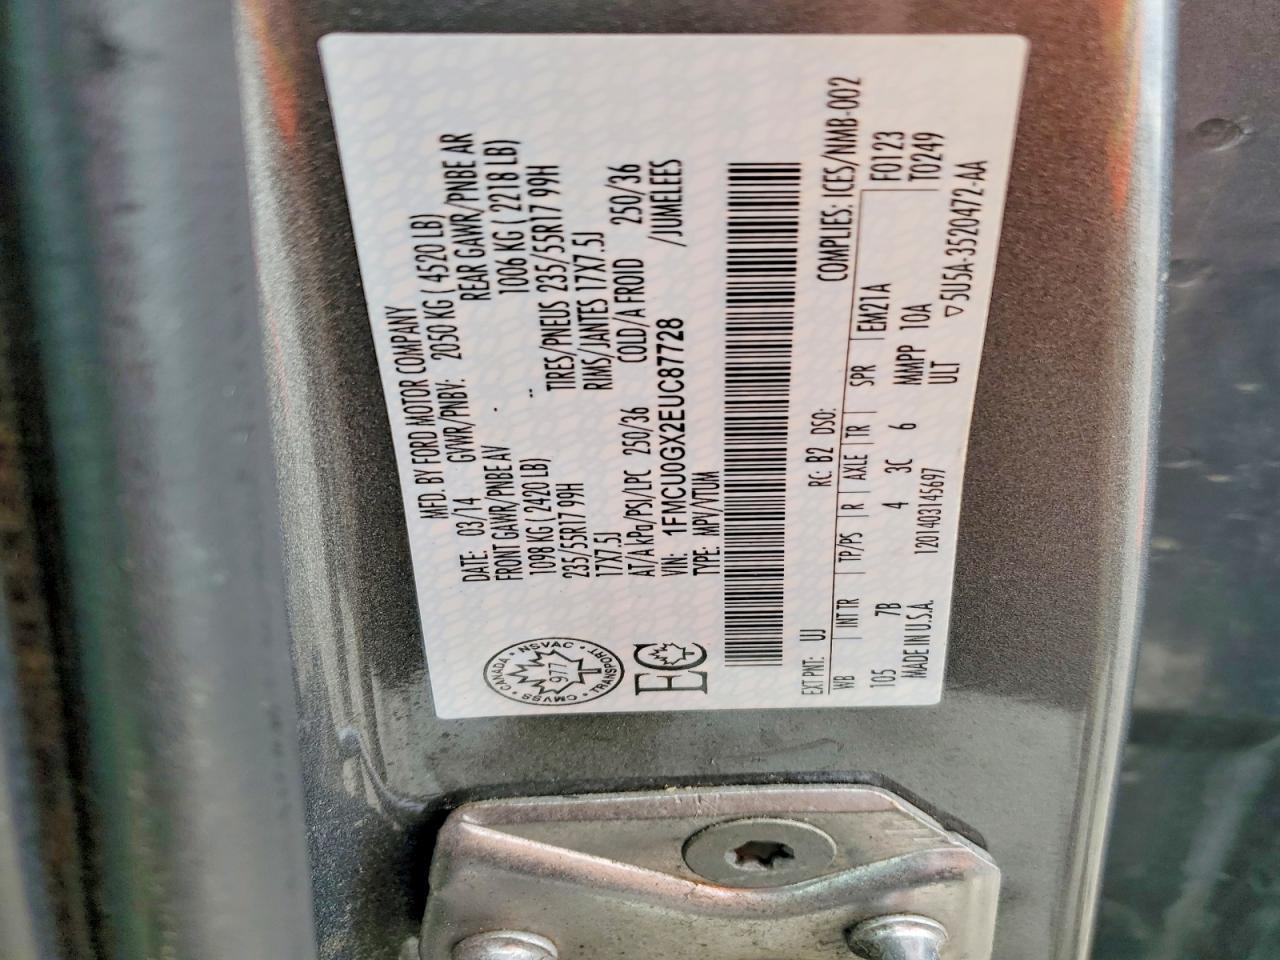 MFD. BY FORD MOTOR COMPANY
DATE: 03/14 GVWR/PNBV: 2050 KG ( 4520 LB)
FRONT GAWR/PNBE AV REAR GAWR/PNBE AR
1098 KG ( 2420 LB) 1006 KG ( 2218 LB)
235/55R17 99H TIRES/PNEUS 235/55R17 99H
17X7.5J RIMS/JANTES 17X7.5J
AT/A kPa/PSI/LPC 250/36 COLD/A FROID 250/36
VIN: 1FMCU0GX2EUC87728 /JUMELEES
TYPE: MPV/VTUM
CANADA · NSVAC · TRANSPORT · CMVSS
977
EC
RC: B2 DSO: COMPLIES: ICES/NMB-002
EXT PNT: UJ
WB INT TR TP/PS R AXLE TR SPR EM21A F0123
105 7B 4 3C 6 MMPP 10A T0249
MADE IN U.S.A. 1201403145697 ULT ▽5U5A-3520472-AA